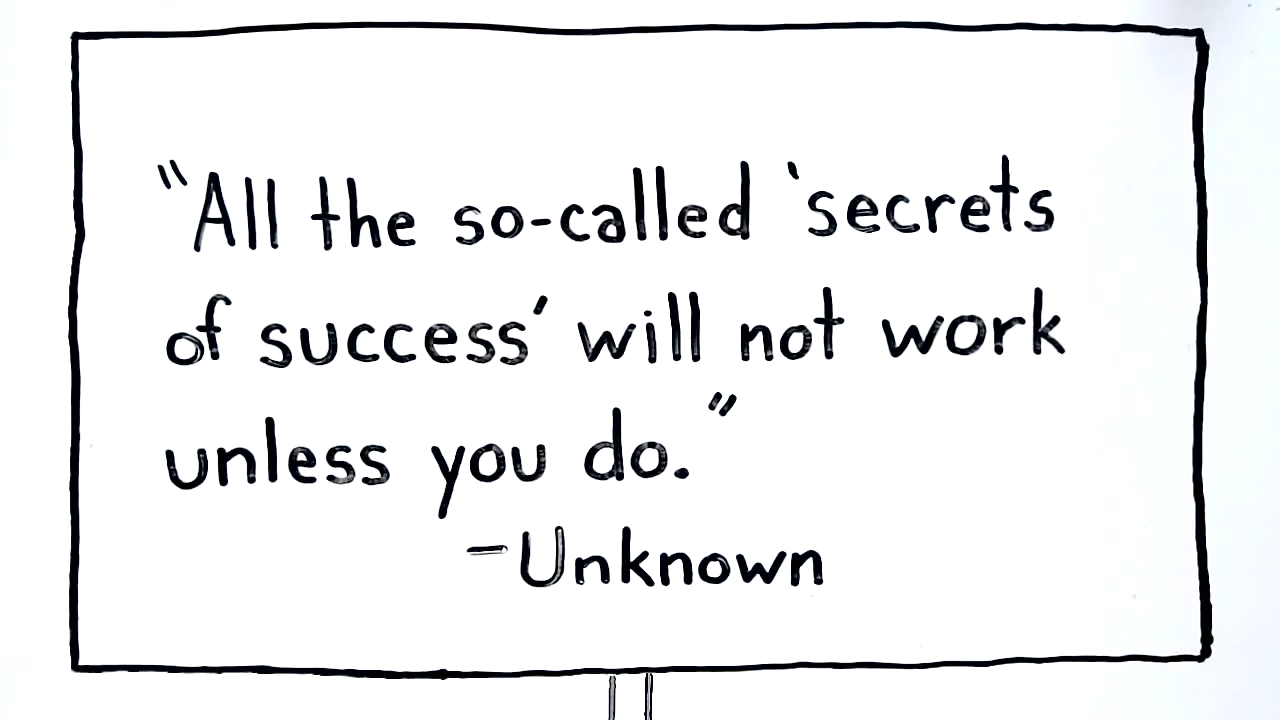 "All the so-called 'secrets
of success' will not work
unless you do."
-Unknown